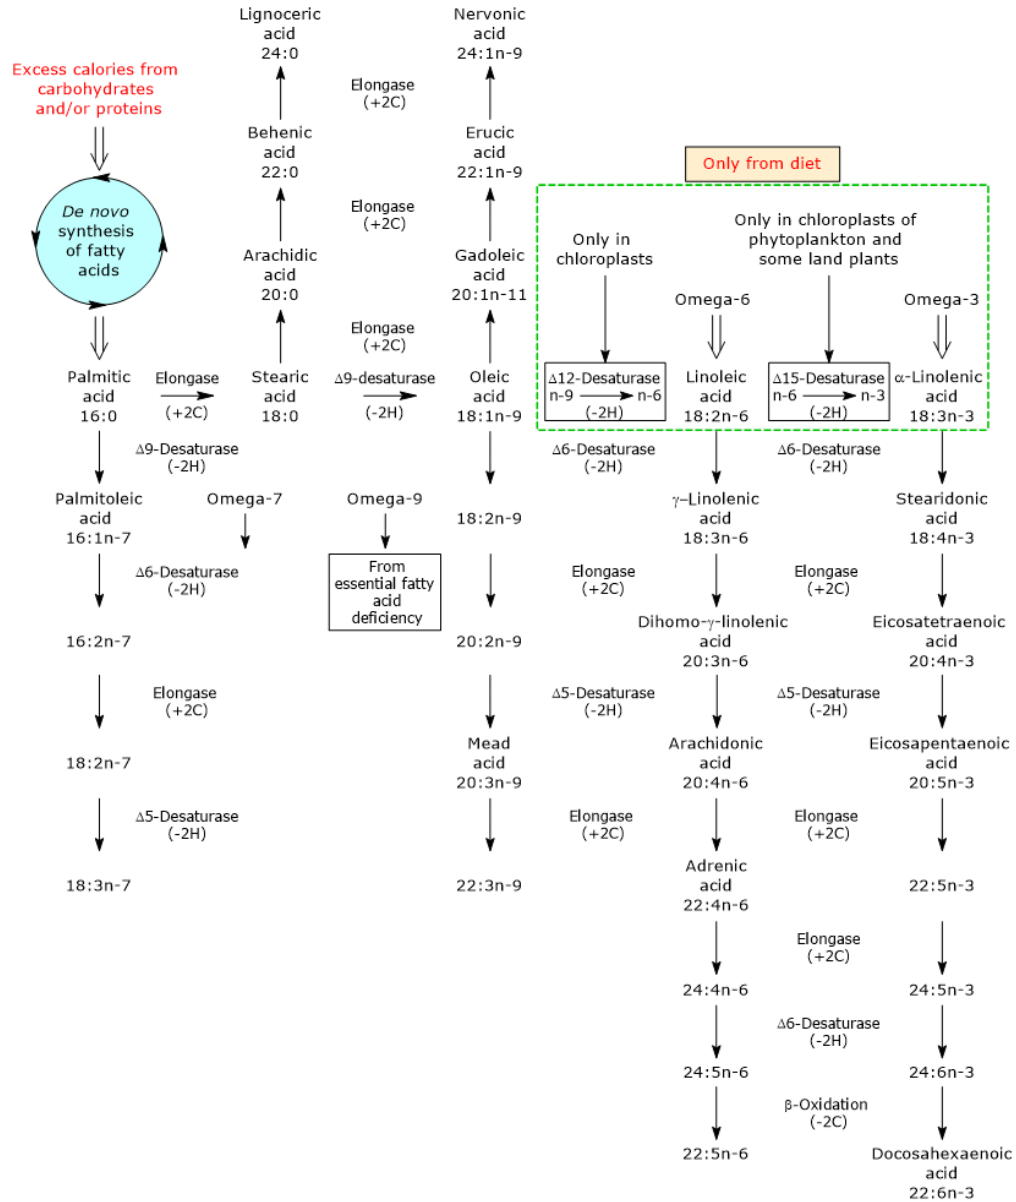 Lignoceric
acid
24:0
Nervonic
acid
24:1n-9
Excess calories from
carbohydrates
and/or proteins
Elongase
(+2C)
Behenic
acid
22:0
Erucic
acid
22:1n-9
Only from diet
De novo
synthesis
of fatty
acids
Elongase
(+2C)
Only in
chloroplasts
Only in chloroplasts of
phytoplankton and
some land plants
Arachidic
acid
20:0
Gadoleic
acid
20:1n-11
Omega-6
Omega-3
Elongase
(+2C)
Palmitic
acid
16:0
Elongase
(+2C)
Stearic
acid
18:0
Δ9-desaturase
(-2H)
Oleic
acid
18:1n-9
Δ12-Desaturase
n-9 n-6
(-2H)
Linoleic
acid
18:2n-6
Δ15-Desaturase
n-6 n-3
(-2H)
α-Linolenic
acid
18:3n-3
Δ9-Desaturase
(-2H)
Δ6-Desaturase
(-2H)
Δ6-Desaturase
(-2H)
Palmitoleic
acid
16:1n-7
Omega-7
Omega-9
18:2n-9
γ-Linolenic
acid
18:3n-6
Stearidonic
acid
18:4n-3
Δ6-Desaturase
(-2H)
From
essential fatty
acid
deficiency
Elongase
(+2C)
Elongase
(+2C)
16:2n-7
20:2n-9
Dihomo-γ-linolenic
acid
20:3n-6
Eicosatetraenoic
acid
20:4n-3
Elongase
(+2C)
Δ5-Desaturase
(-2H)
Δ5-Desaturase
(-2H)
18:2n-7
Mead
acid
20:3n-9
Arachidonic
acid
20:4n-6
Eicosapentaenoic
acid
20:5n-3
Δ5-Desaturase
(-2H)
Elongase
(+2C)
Elongase
(+2C)
18:3n-7
22:3n-9
Adrenic
acid
22:4n-6
22:5n-3
Elongase
(+2C)
24:4n-6
24:5n-3
Δ6-Desaturase
(-2H)
24:5n-6
24:6n-3
β-Oxidation
(-2C)
22:5n-6
Docosahexaenoic
acid
22:6n-3